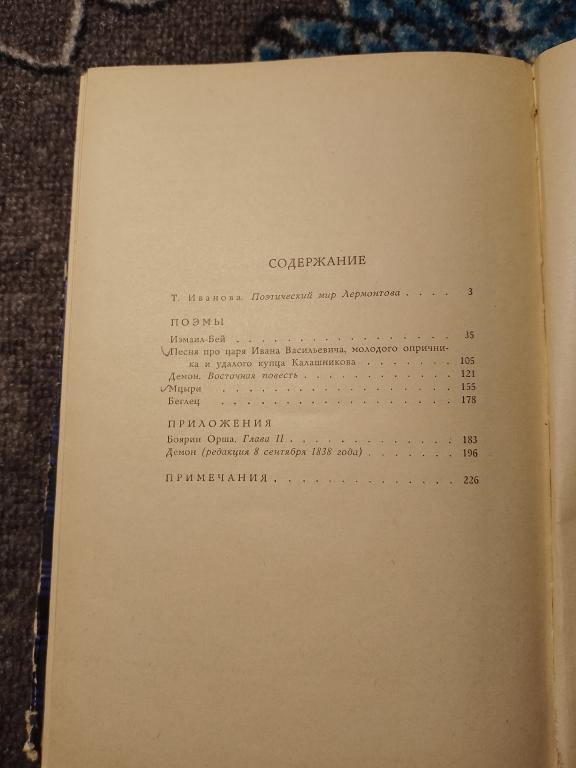 СОДЕРЖАНИЕ
Т. Иванова. Поэтический мир Лермонтова . . . . 3
ПОЭМЫ
Измаил-Бей . . . . . . . . . . . . . . . 35
Песня про царя Ивана Васильевича, молодого опрични-
ка и удалого купца Калашникова . . . . . . . 105
Демон. Восточная повесть . . . . . . . . . . . 121
Мцыри . . . . . . . . . . . . . . . . 155
Беглец . . . . . . . . . . . . . . . . 178
ПРИЛОЖЕНИЯ
Боярин Орша. Глава II . . . . . . . . . . . . 183
Демон (редакция 8 сентября 1838 года) . . . . . . . 196
ПРИМЕЧАНИЯ . . . . . . . . . . . . . 226